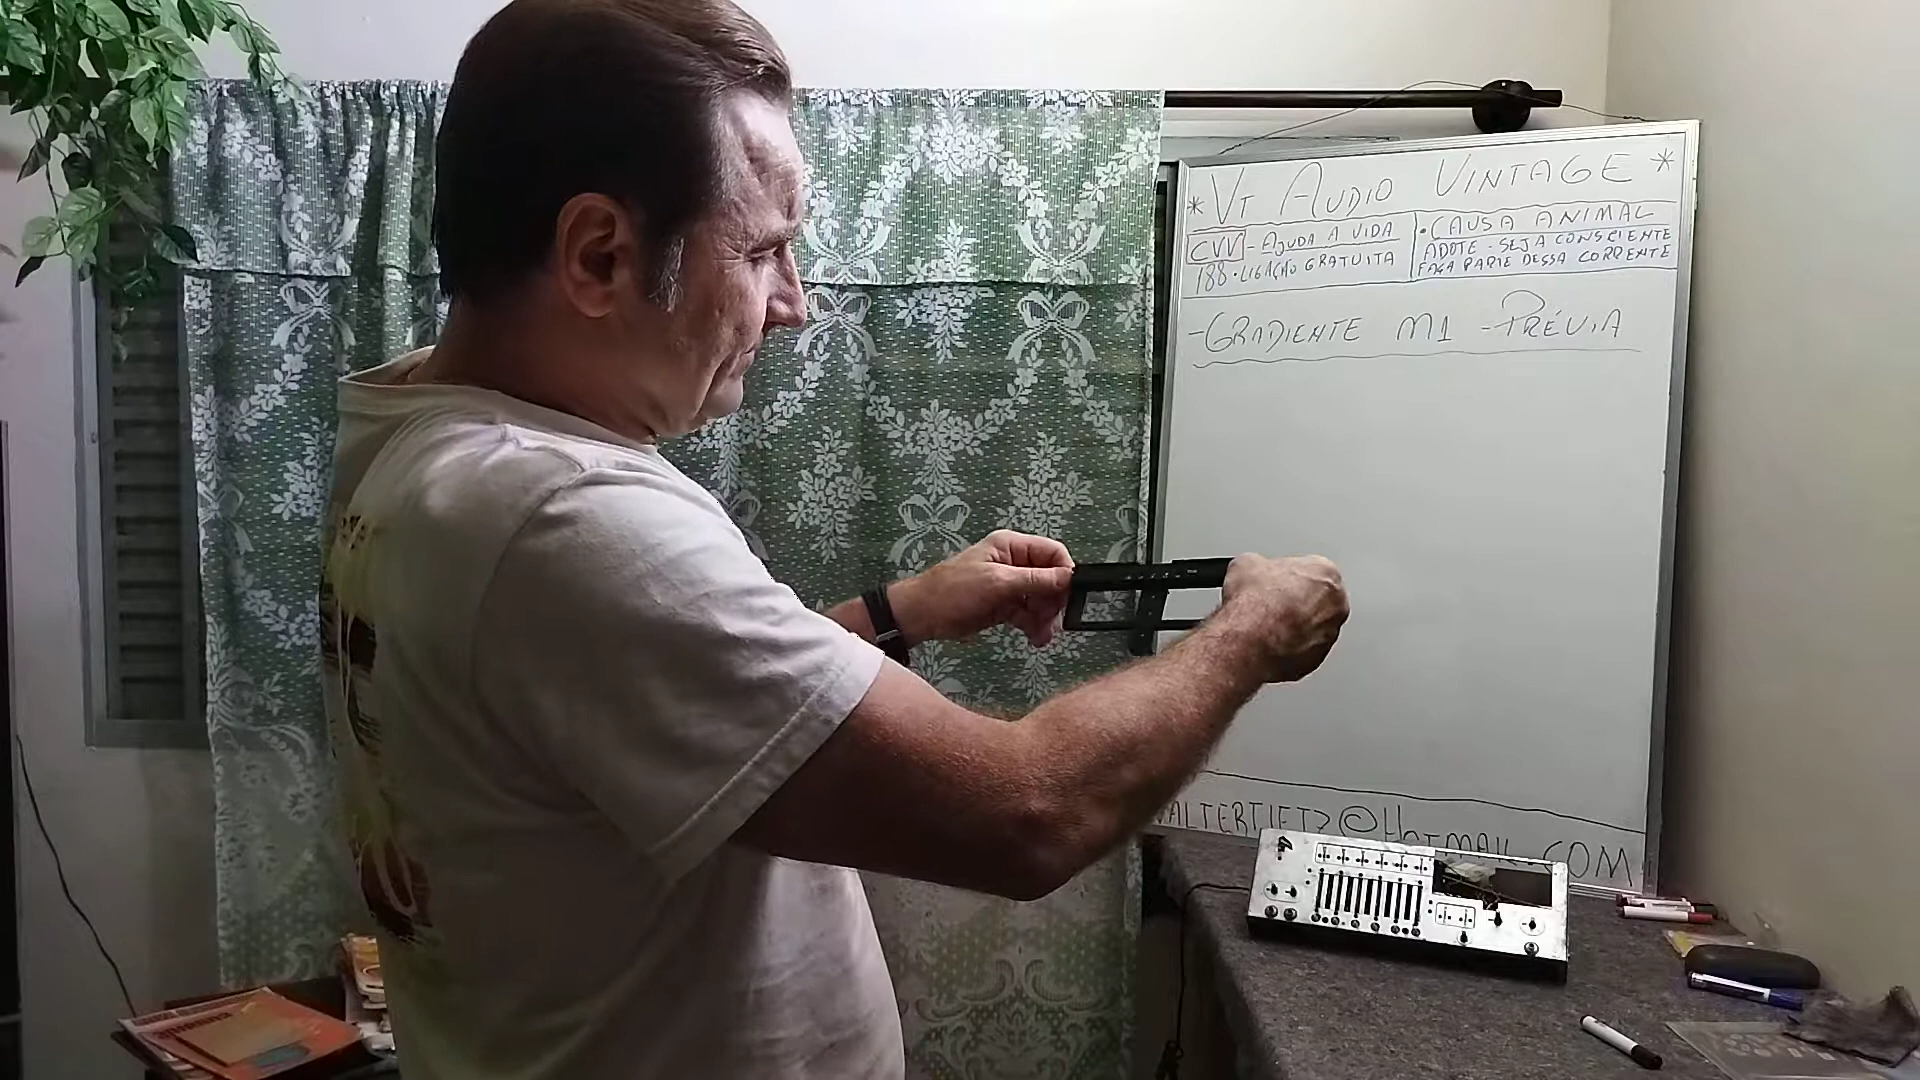 * VT AUDIO VINTAGE *
CVV - AJUDA A VIDA
188 - LIGAÇÃO GRATUITA
• CAUSA ANIMAL
ADOTE - SEJA CONSCIENTE
FAÇA PARTE DESSA CORRENTE
- GRADIENTE M1 - PRÉVIA
WALTERTIETZ@HOTMAIL.COM